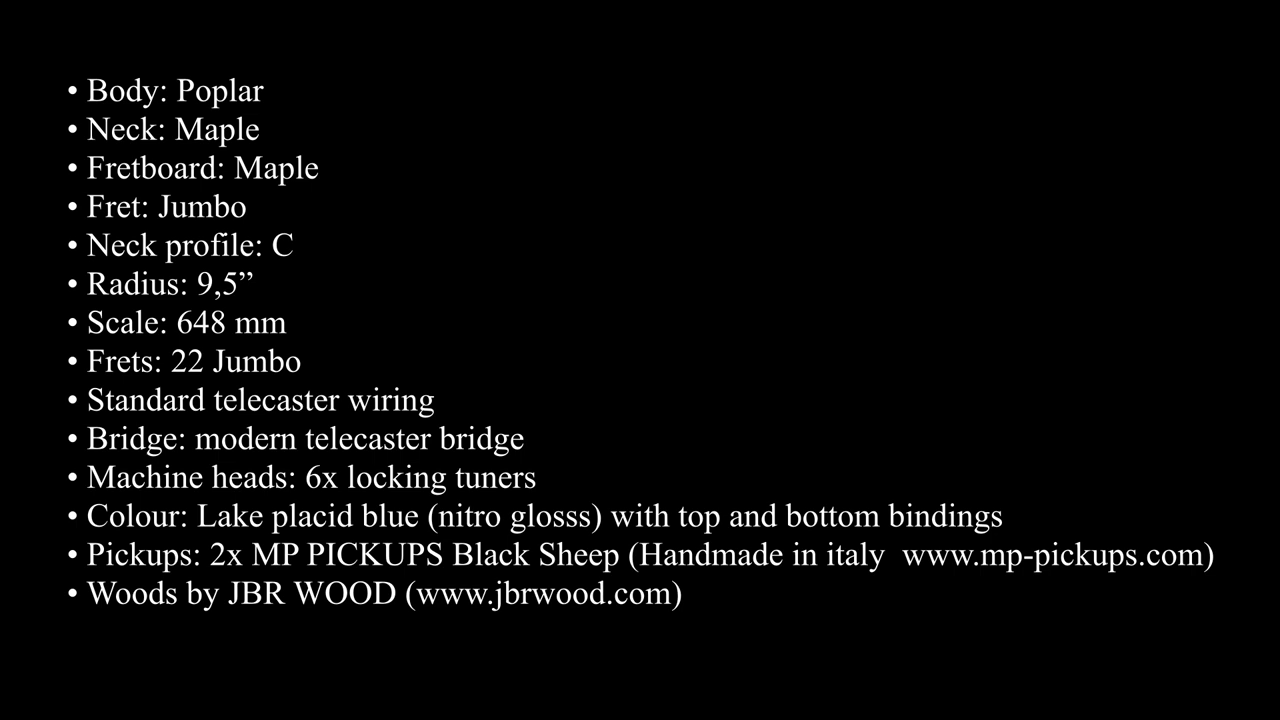 • Body: Poplar
• Neck: Maple
• Fretboard: Maple
• Fret: Jumbo
• Neck profile: C
• Radius: 9,5”
• Scale: 648 mm
• Frets: 22 Jumbo
• Standard telecaster wiring
• Bridge: modern telecaster bridge
• Machine heads: 6x locking tuners
• Colour: Lake placid blue (nitro glosss) with top and bottom bindings
• Pickups: 2x MP PICKUPS Black Sheep (Handmade in italy  www.mp-pickups.com)
• Woods by JBR WOOD (www.jbrwood.com)